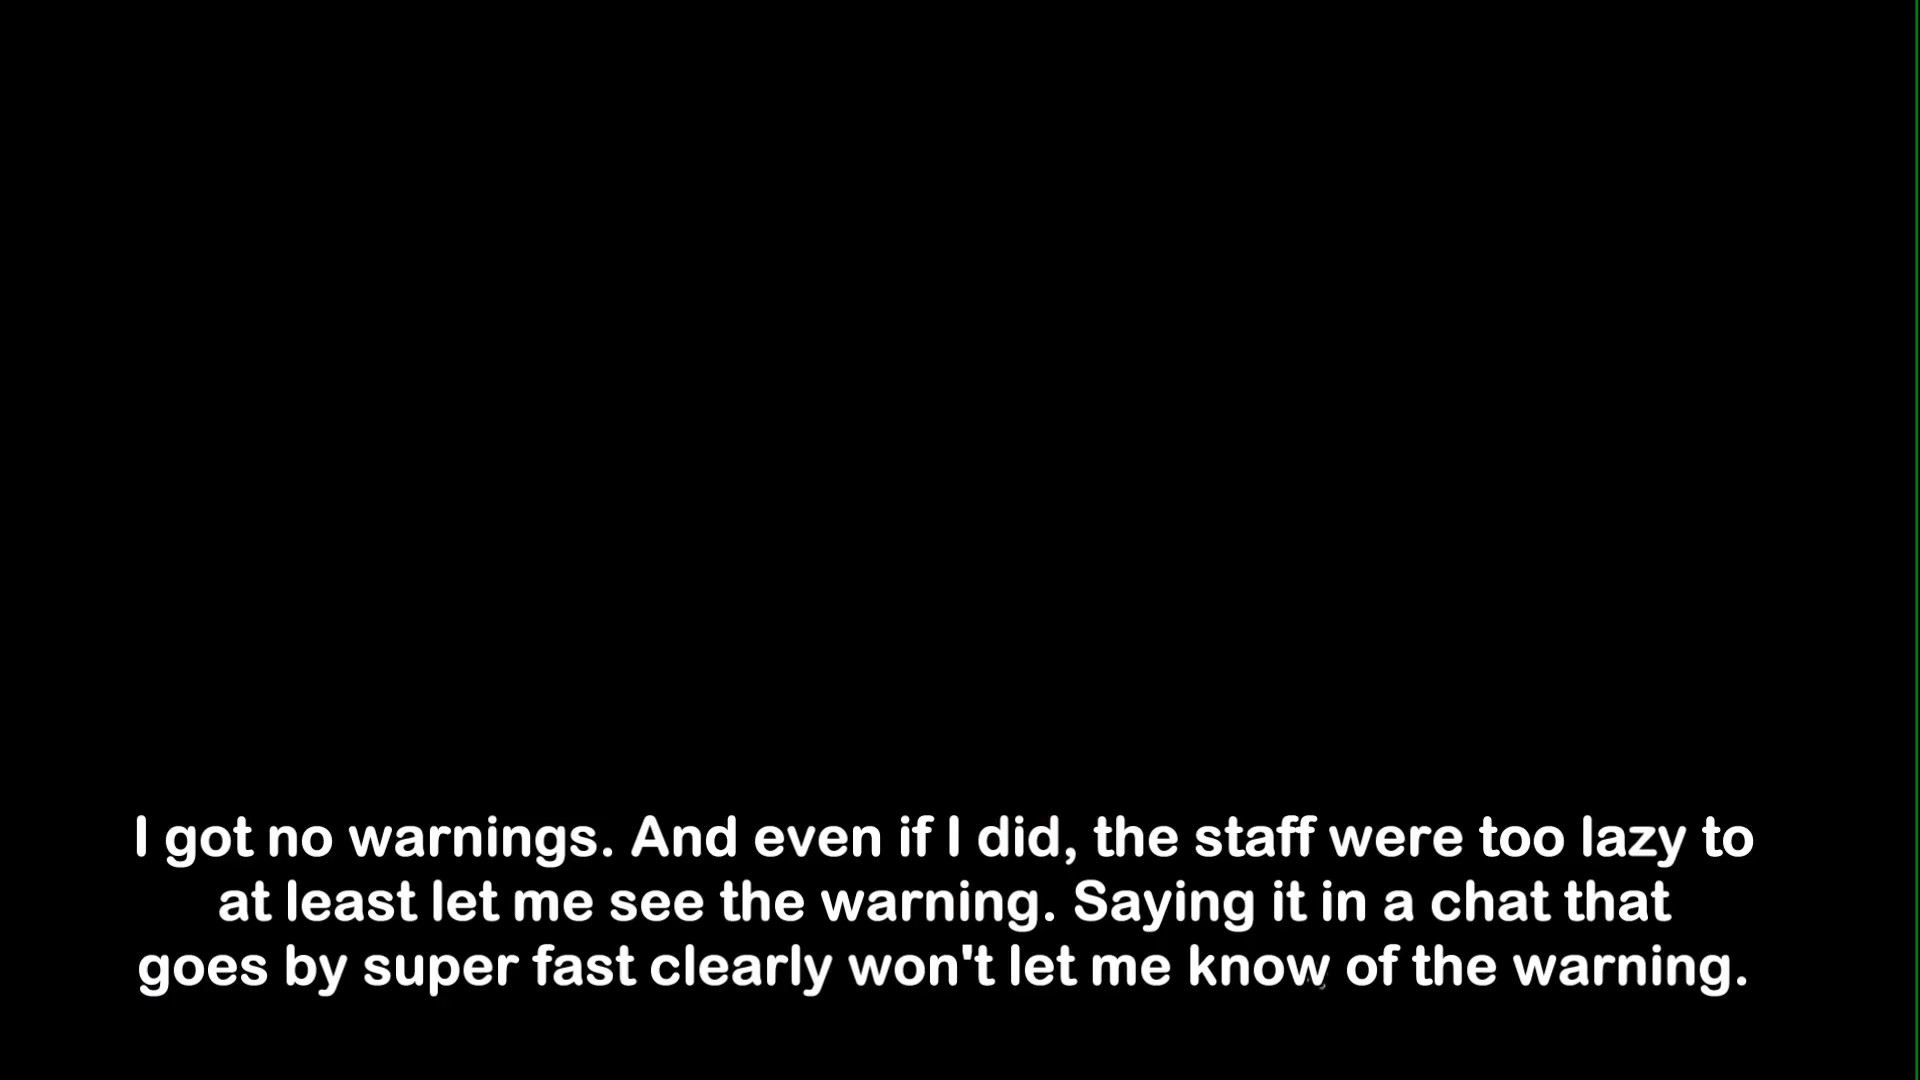 I got no warnings. And even if I did, the staff were too lazy to
at least let me see the warning. Saying it in a chat that
goes by super fast clearly won't let me know of the warning.